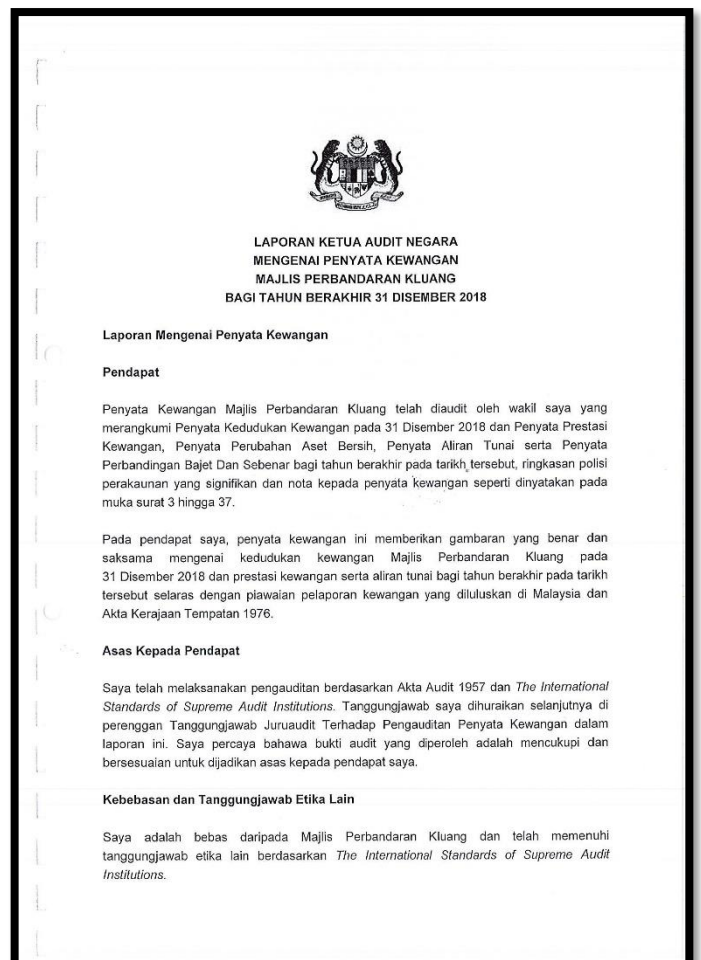 LAPORAN KETUA AUDIT NEGARA
MENGENAI PENYATA KEWANGAN
MAJLIS PERBANDARAN KLUANG
BAGI TAHUN BERAKHIR 31 DISEMBER 2018
Laporan Mengenai Penyata Kewangan
Pendapat
Penyata Kewangan Majlis Perbandaran Kluang telah diaudit oleh wakil saya yang
merangkumi Penyata Kedudukan Kewangan pada 31 Disember 2018 dan Penyata Prestasi
Kewangan, Penyata Perubahan Aset Bersih, Penyata Aliran Tunai serta Penyata
Perbandingan Bajet Dan Sebenar bagi tahun berakhir pada tarikh tersebut, ringkasan polisi
perakaunan yang signifikan dan nota kepada penyata kewangan seperti dinyatakan pada
muka surat 3 hingga 37.
Pada pendapat saya, penyata kewangan ini memberikan gambaran yang benar dan
saksama mengenai kedudukan kewangan Majlis Perbandaran Kluang pada
31 Disember 2018 dan prestasi kewangan serta aliran tunai bagi tahun berakhir pada tarikh
tersebut selaras dengan piawaian pelaporan kewangan yang diluluskan di Malaysia dan
Akta Kerajaan Tempatan 1976.
Asas Kepada Pendapat
Saya telah melaksanakan pengauditan berdasarkan Akta Audit 1957 dan The International
Standards of Supreme Audit Institutions. Tanggungjawab saya dihuraikan selanjutnya di
perenggan Tanggungjawab Juruaudit Terhadap Pengauditan Penyata Kewangan dalam
laporan ini. Saya percaya bahawa bukti audit yang diperoleh adalah mencukupi dan
bersesuaian untuk dijadikan asas kepada pendapat saya.
Kebebasan dan Tanggungjawab Etika Lain
Saya adalah bebas daripada Majlis Perbandaran Kluang dan telah memenuhi
tanggungjawab etika lain berdasarkan The International Standards of Supreme Audit
Institutions.